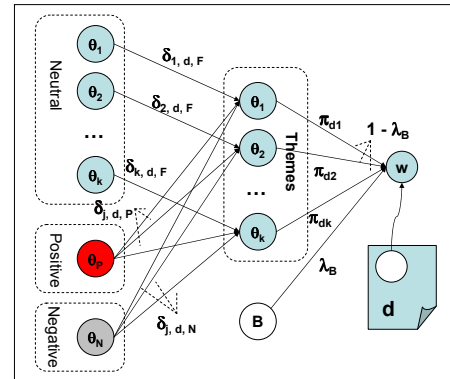 Neutral
θ1
θ2
...
θk
Positive
θP
Negative
θN
δ1, d, F
δ2, d, F
δk, d, F
δj, d, P
δj, d, N
Themes
θ1
θ2
...
θk
B
πd1
πd2
πdk
1 - λB
λB
w
d